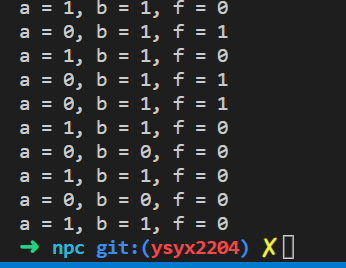 a = 1, b = 1, f = 0
a = 0, b = 1, f = 1
a = 1, b = 1, f = 0
a = 0, b = 1, f = 1
a = 0, b = 1, f = 1
a = 1, b = 1, f = 0
a = 0, b = 0, f = 0
a = 1, b = 1, f = 0
a = 0, b = 0, f = 0
a = 1, b = 1, f = 0
➜ npc git:(ysyx2204) ✗